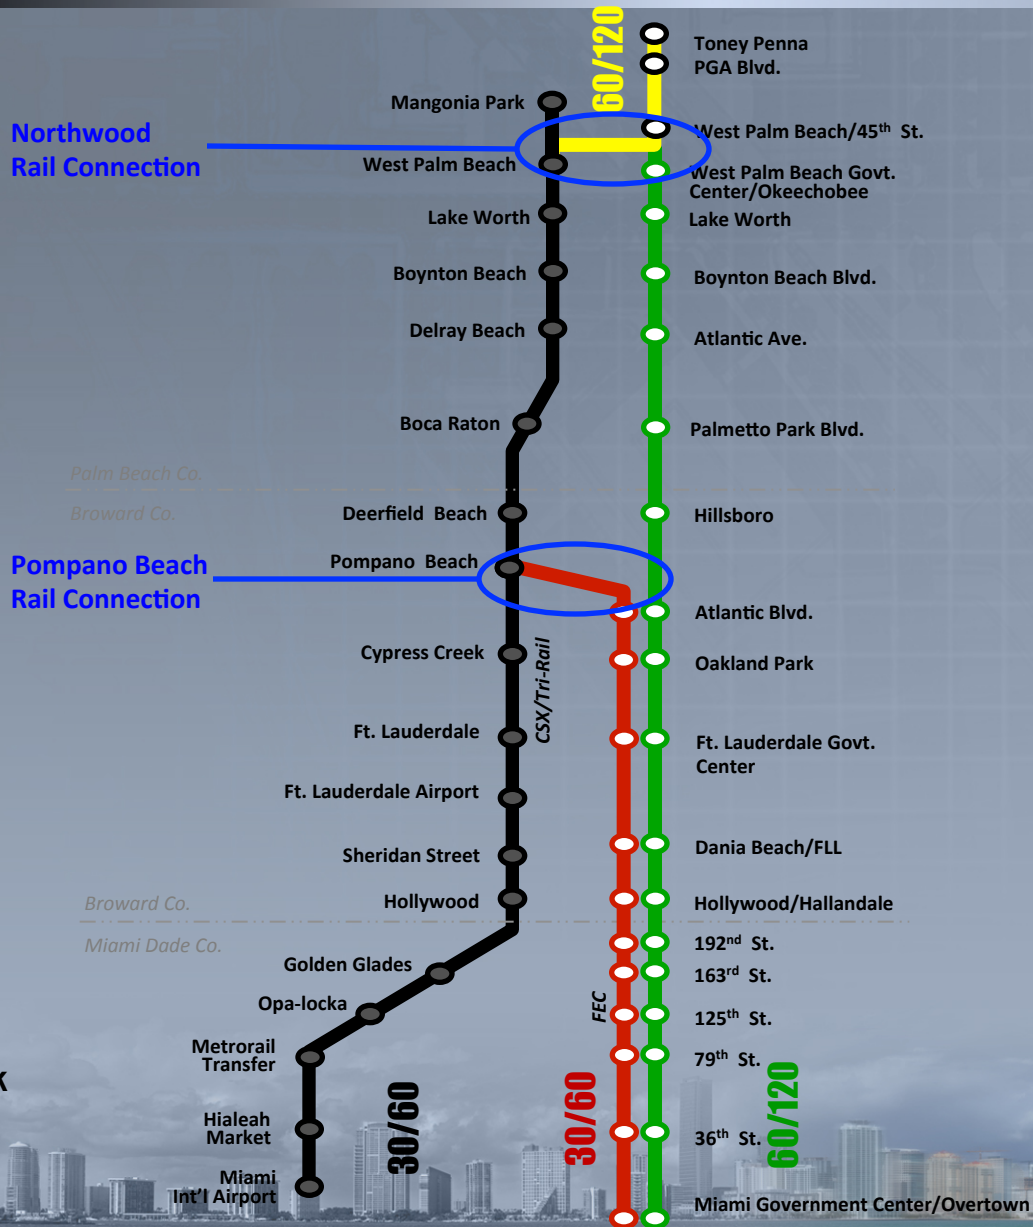 60/120
Toney Penna
PGA Blvd.
Mangonia Park
Northwood
Rail Connection
West Palm Beach/45th St.
West Palm Beach
West Palm Beach Govt.
Center/Okeechobee
Lake Worth
Lake Worth
Boynton Beach
Boynton Beach Blvd.
Delray Beach
Atlantic Ave.
Boca Raton
Palmetto Park Blvd.
Palm Beach Co.
Broward Co.
Deerfield Beach
Hillsboro
Pompano Beach
Rail Connection
Pompano Beach
Atlantic Blvd.
Cypress Creek
CSX/Tri-Rail
Oakland Park
Ft. Lauderdale
Ft. Lauderdale Govt.
Center
Ft. Lauderdale Airport
Sheridan Street
Dania Beach/FLL
Hollywood
Hollywood/Hallandale
Broward Co.
Miami Dade Co.
192nd St.
Golden Glades
163rd St.
Opa-locka
FEC
125th St.
Metrorail
Transfer
79th St.
k
30/60
30/60
60/120
Hialeah
Market
36th St.
Miami
Int'l Airport
Miami Government Center/Overtown